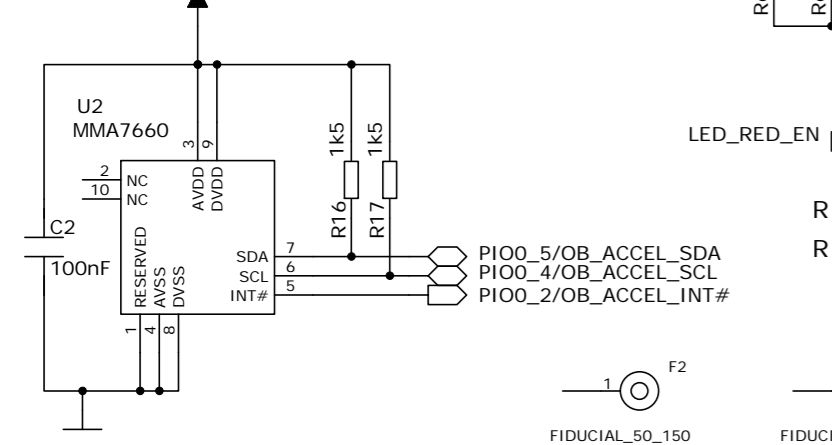 U2
MMA7660
3
9
1k5
1k5
LED_RED_EN
2
NC
10
NC
AVDD
DVDD
R16
R17
R
R
C2
100nF
RESERVED
AVSS
DVSS
SDA
7
PIO0_5/OB_ACCEL_SDA
SCL
6
PIO0_4/OB_ACCEL_SCL
INT#
5
PIO0_2/OB_ACCEL_INT#
1
4
8
1
F2
FIDUCIAL_50_150